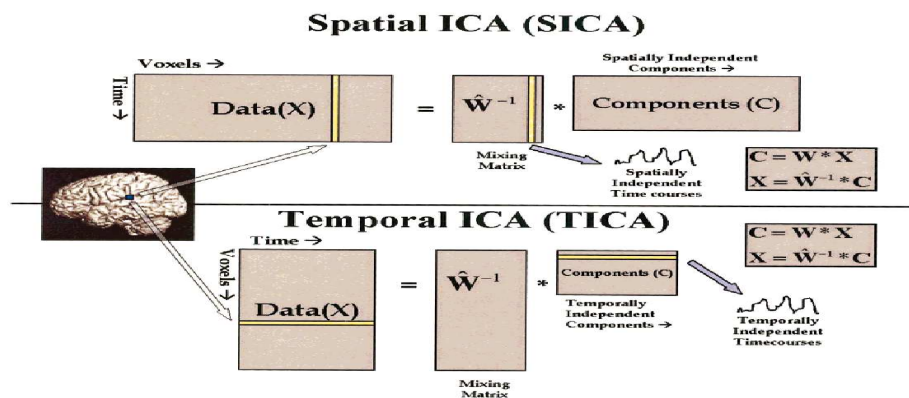 Spatial ICA (SICA)
Voxels →
Time →
Data(X)
=
Ŵ⁻¹
*
Spatially Independent
Components →
Components (C)
Mixing
Matrix
Spatially
Independent
Time courses
C = W * X
X = Ŵ⁻¹ * C
Temporal ICA (TICA)
Time →
Voxels →
Data(X)
=
Ŵ⁻¹
*
Components (C)
Temporally
Independent
Components →
Mixing
Matrix
Temporally
Independent
Timecourses
C = W * X
X = Ŵ⁻¹ * C